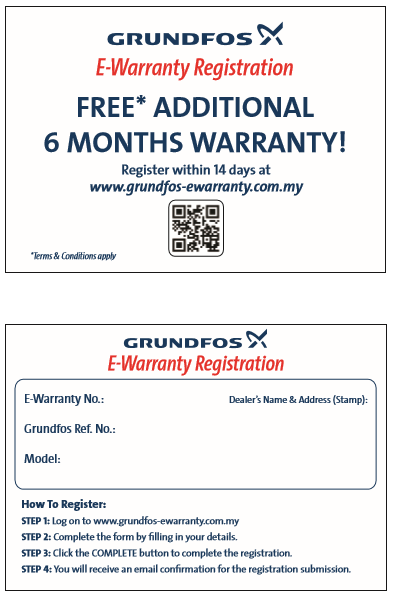 GRUNDFOS
E-Warranty Registration
FREE* ADDITIONAL
6 MONTHS WARRANTY!
Register within 14 days at
www.grundfos-ewarranty.com.my
*Terms & Conditions apply
GRUNDFOS
E-Warranty Registration
E-Warranty No.:
Dealer's Name & Address (Stamp):
Grundfos Ref. No.:
Model:
How To Register:
STEP 1: Log on to www.grundfos-ewarranty.com.my
STEP 2: Complete the form by filling in your details.
STEP 3: Click the COMPLETE button to complete the registration.
STEP 4: You will receive an email confirmation for the registration submission.